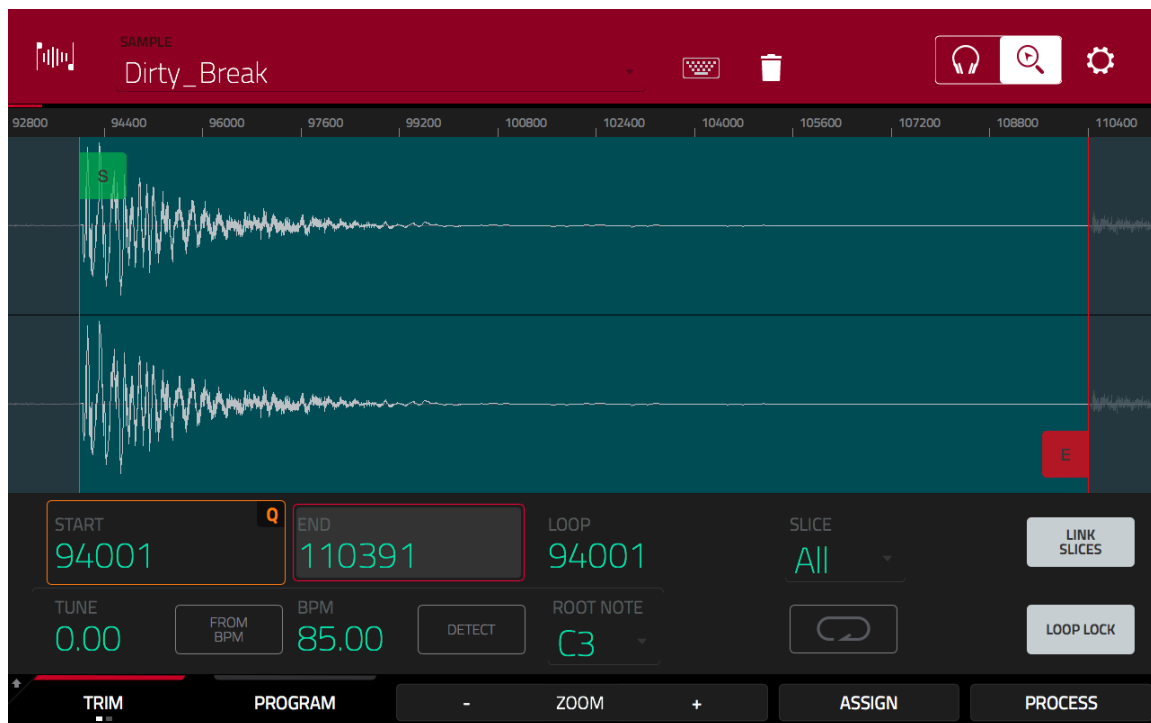 SAMPLE
Dirty_Break
92800 94400 96000 97600 99200 100800 102400 104000 105600 107200 108800 110400
S
E
START Q END LOOP SLICE
94001 110391 94001 All
LINK
SLICES
TUNE BPM ROOT NOTE
0.00 FROM
BPM 85.00 DETECT C3 LOOP LOCK
TRIM PROGRAM - ZOOM + ASSIGN PROCESS